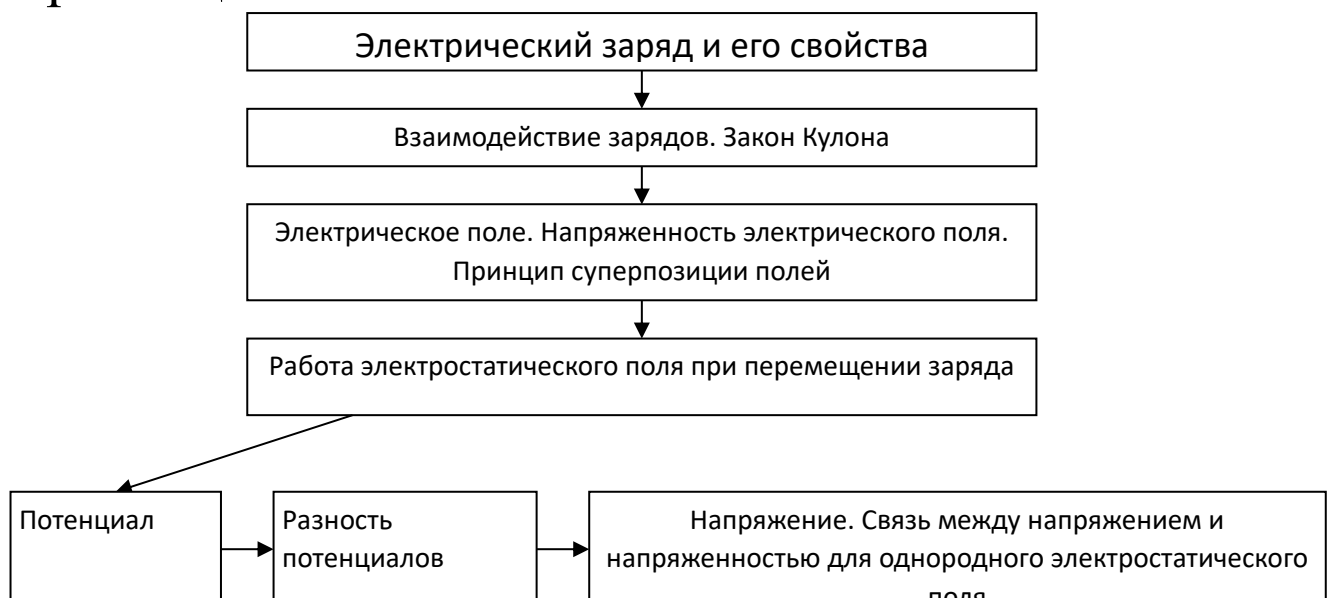 Электрический заряд и его свойства
Взаимодействие зарядов. Закон Кулона
Электрическое поле. Напряженность электрического поля.
Принцип суперпозиции полей
Работа электростатического поля при перемещении заряда
Потенциал
Разность
потенциалов
Напряжение. Связь между напряжением и
напряженностью для однородного электростатического
поля